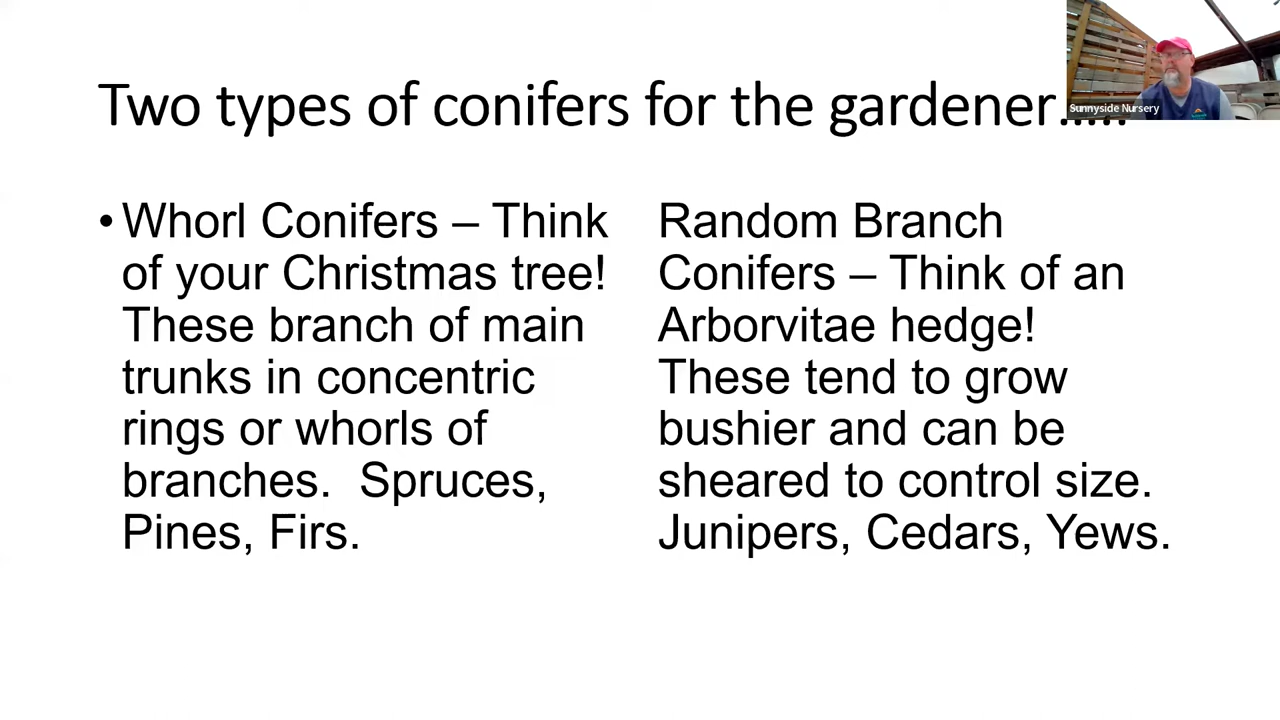 Two types of conifers for the gardener.....
Sunnyside Nursery
• Whorl Conifers – Think
of your Christmas tree!
These branch of main
trunks in concentric
rings or whorls of
branches.  Spruces,
Pines, Firs.
Random Branch
Conifers – Think of an
Arborvitae hedge!
These tend to grow
bushier and can be
sheared to control size.
Junipers, Cedars, Yews.